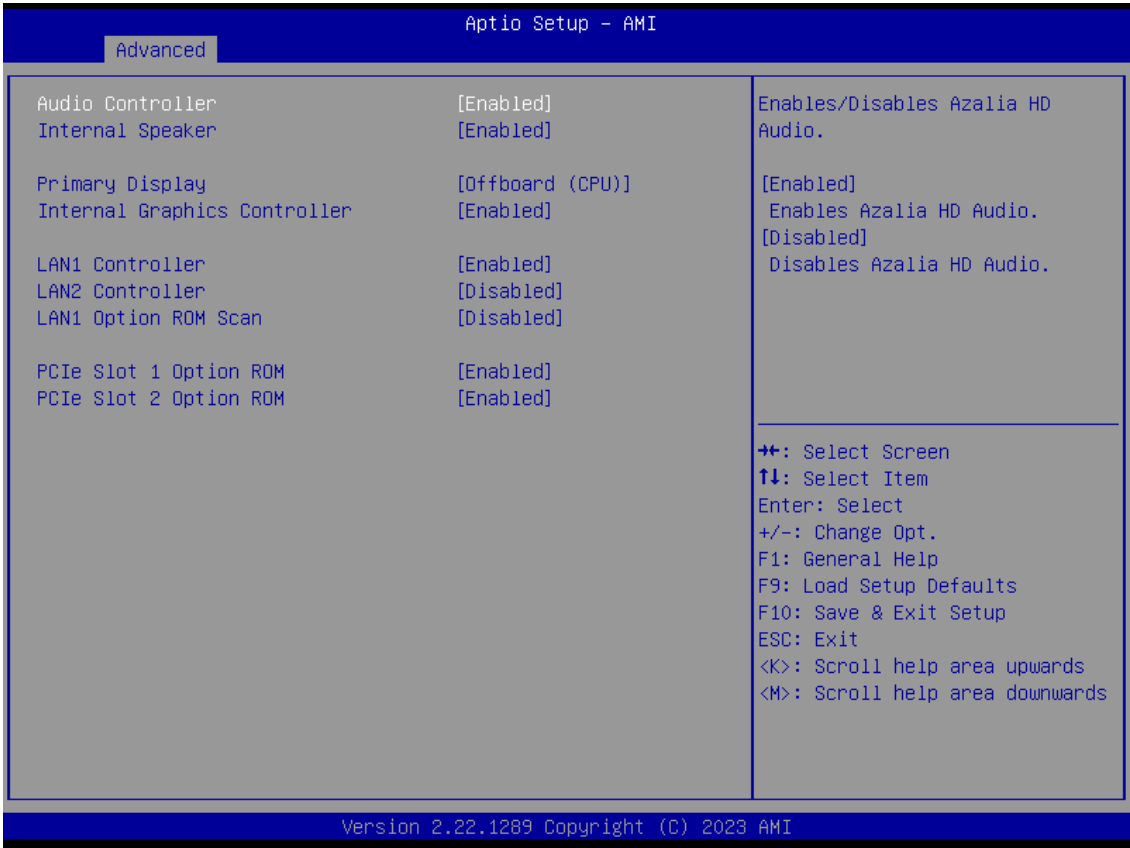 Aptio Setup - AMI
Advanced
Audio Controller [Enabled]
Internal Speaker [Enabled]
Primary Display [Offboard (CPU)]
Internal Graphics Controller [Enabled]
LAN1 Controller [Enabled]
LAN2 Controller [Disabled]
LAN1 Option ROM Scan [Disabled]
PCIe Slot 1 Option ROM [Enabled]
PCIe Slot 2 Option ROM [Enabled]
Enables/Disables Azalia HD
Audio.
[Enabled]
Enables Azalia HD Audio.
[Disabled]
Disables Azalia HD Audio.
→←: Select Screen
↑↓: Select Item
Enter: Select
+/-: Change Opt.
F1: General Help
F9: Load Setup Defaults
F10: Save & Exit Setup
ESC: Exit
<K>: Scroll help area upwards
<M>: Scroll help area downwards
Version 2.22.1289 Copyright (C) 2023 AMI